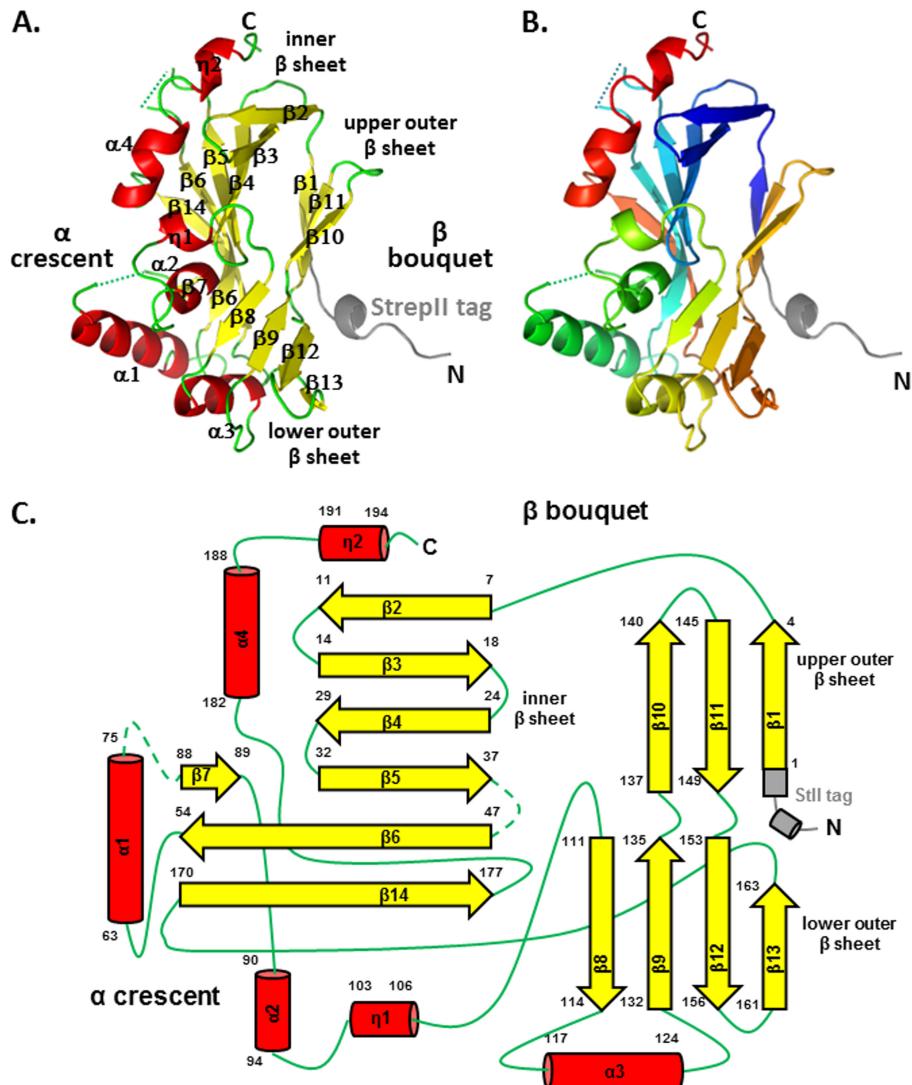 A.
C
inner
β sheet
η2
β2
upper outer
β sheet
α4
β5
β3
β6
β4
β1
β14
β11
α
crescent
η1
β10
β
bouquet
α2
β7
β6
StrepII tag
β8
β9
β12
N
α1
β13
α3
lower outer
β sheet
B.
C
N
C.
β bouquet
191 194
η2
C
188
11 7
β2
α4
14 18
β3
140 145 4
upper outer
β sheet
29 24
β4
inner
β sheet
β10
β11
β1
182
32 37
β5
75
88 89
β7
137 149 1
StII tag
N
54 47
β6
α1
111 135 153
170 177
β14
163
63
lower outer
β sheet
β8
β9
β12
β13
α crescent
90
α2
103 106
η1
114 132 156 161
94
117 124
α3